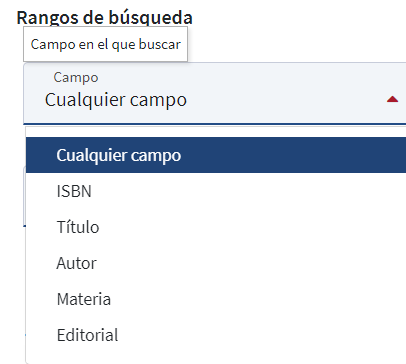 Rangos de búsqueda
Campo en el que buscar
Campo
Cualquier campo
Cualquier campo
ISBN
Título
Autor
Materia
Editorial